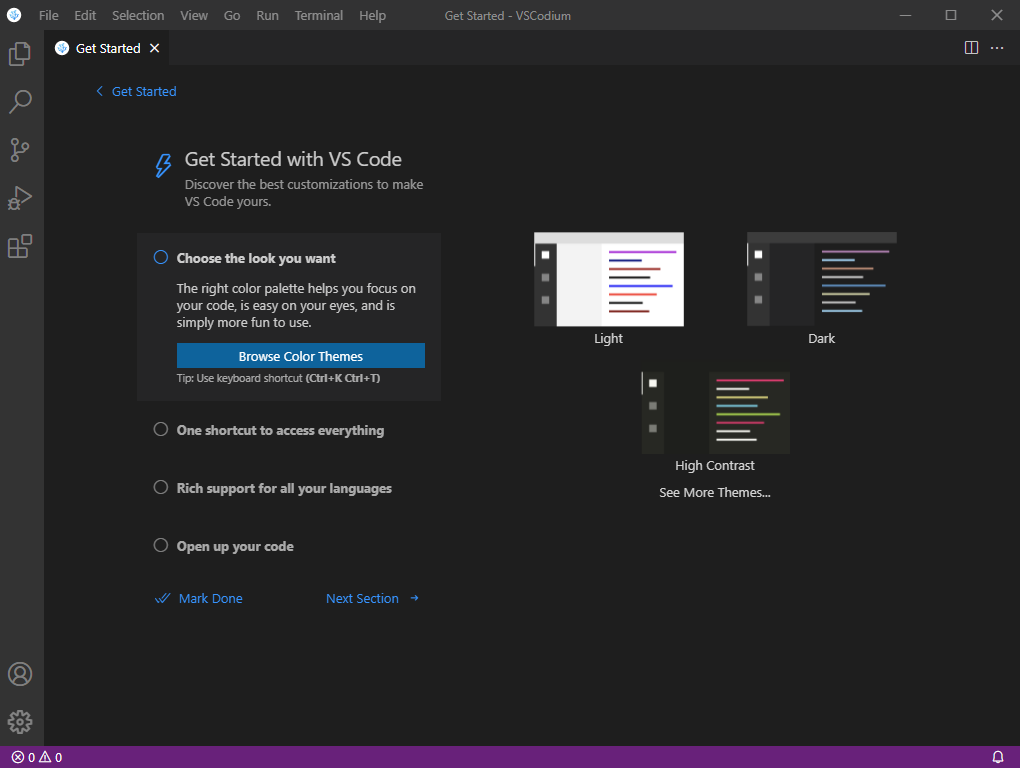 File Edit Selection View Go Run Terminal Help Get Started - VSCodium
Get Started
Get Started
Get Started with VS Code
Discover the best customizations to make
VS Code yours.
Choose the look you want
The right color palette helps you focus on
your code, is easy on your eyes, and is
simply more fun to use.
Browse Color Themes
Tip: Use keyboard shortcut (Ctrl+K Ctrl+T)
One shortcut to access everything
Rich support for all your languages
Open up your code
Mark Done Next Section
Light Dark
High Contrast
See More Themes...
0 0